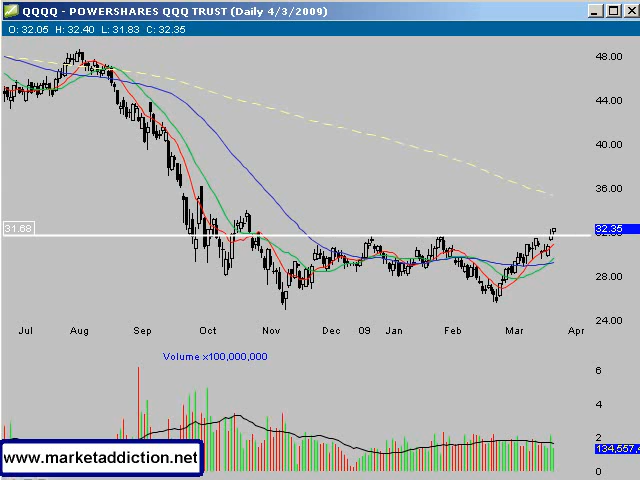 QQQQ - POWERSHARES QQQ TRUST (Daily 4/3/2009)
O: 32.05 H: 32.40 L: 31.83 C: 32.35
48.00
44.00
40.00
36.00
31.68
32.35
28.00
24.00
Jul Aug Sep Oct Nov Dec 09 Jan Feb Mar Apr
Volume x100,000,000
6
4
2
134,557,4
www.marketaddiction.net